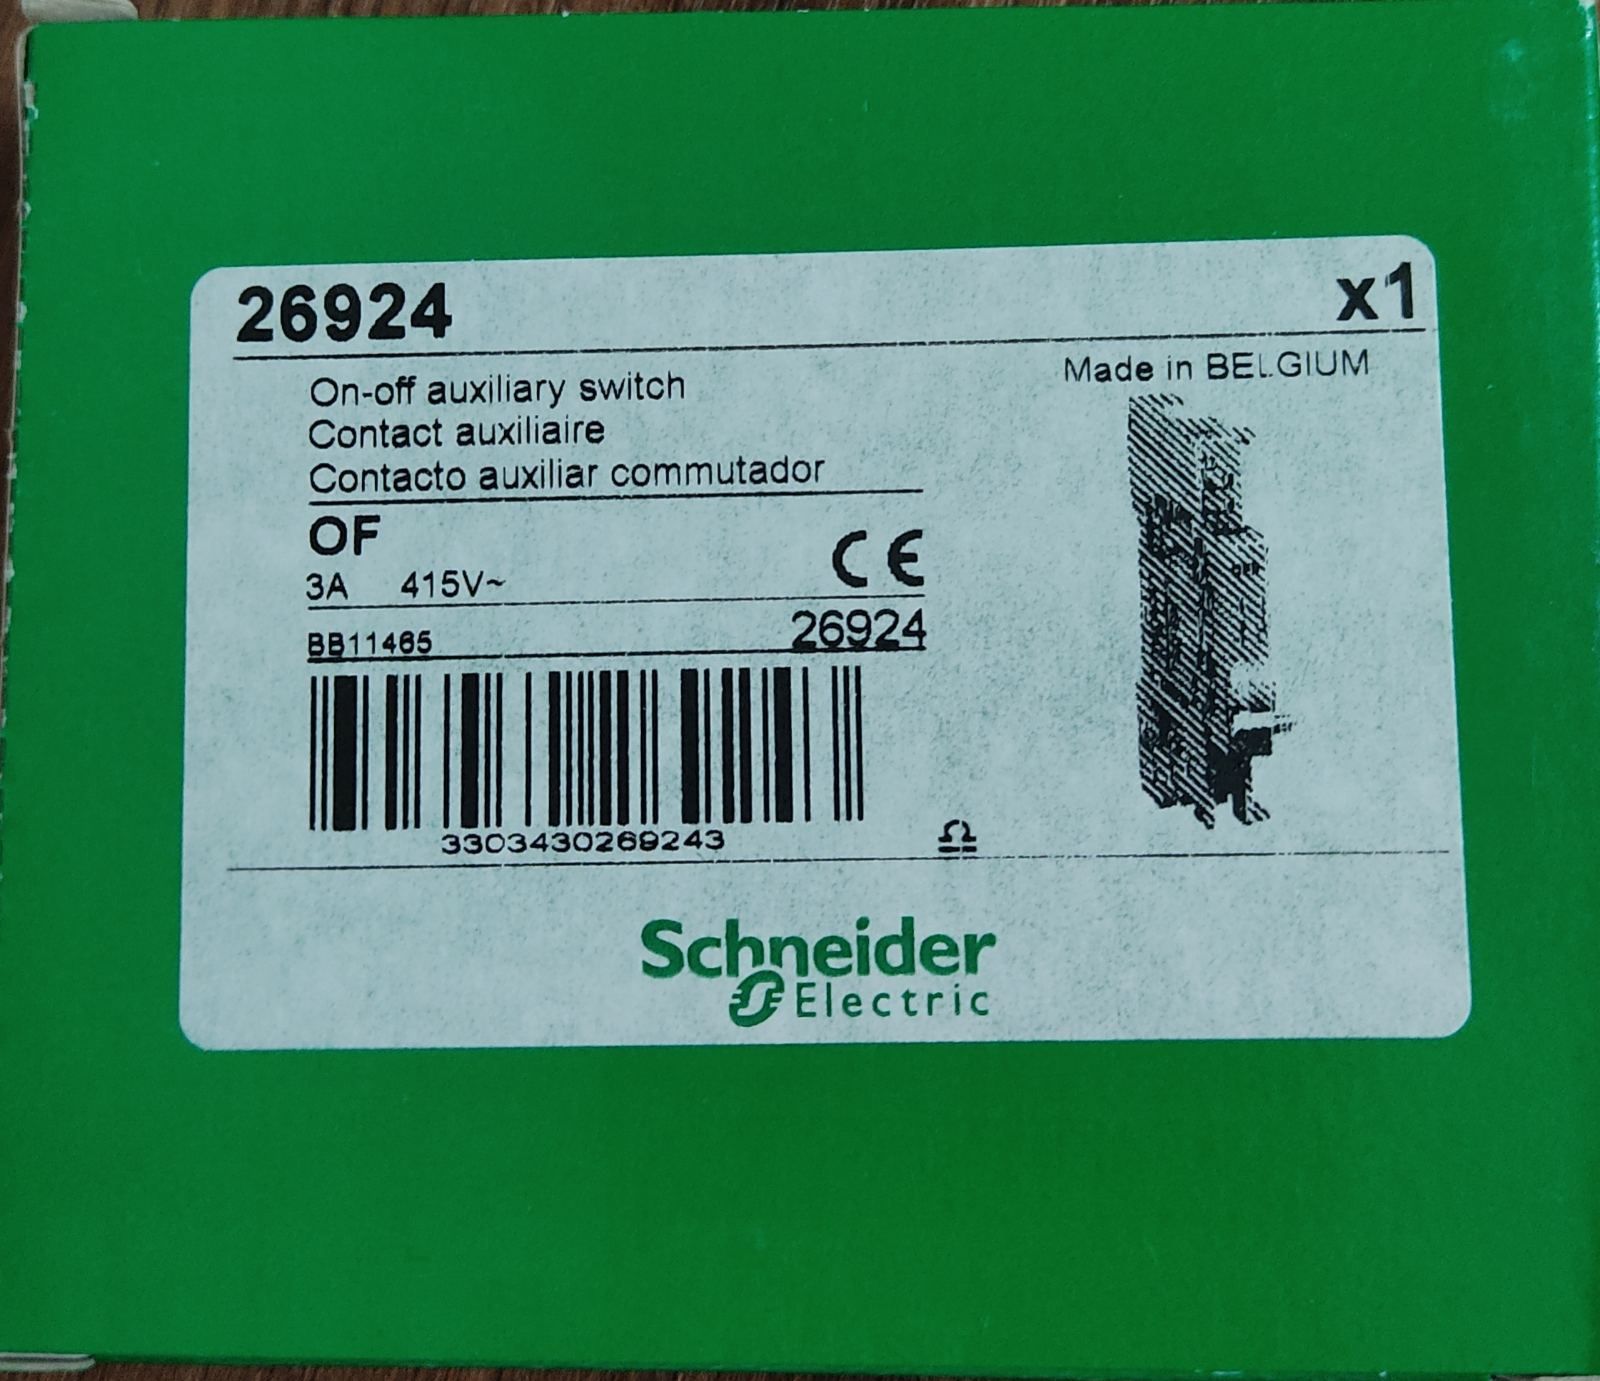 26924
x1
Made in BELGIUM
On-off auxiliary switch
Contact auxiliaire
Contacto auxiliar commutador
OF
CE
3A 415V~
BB11465 26924
3303430269243
Schneider
Electric